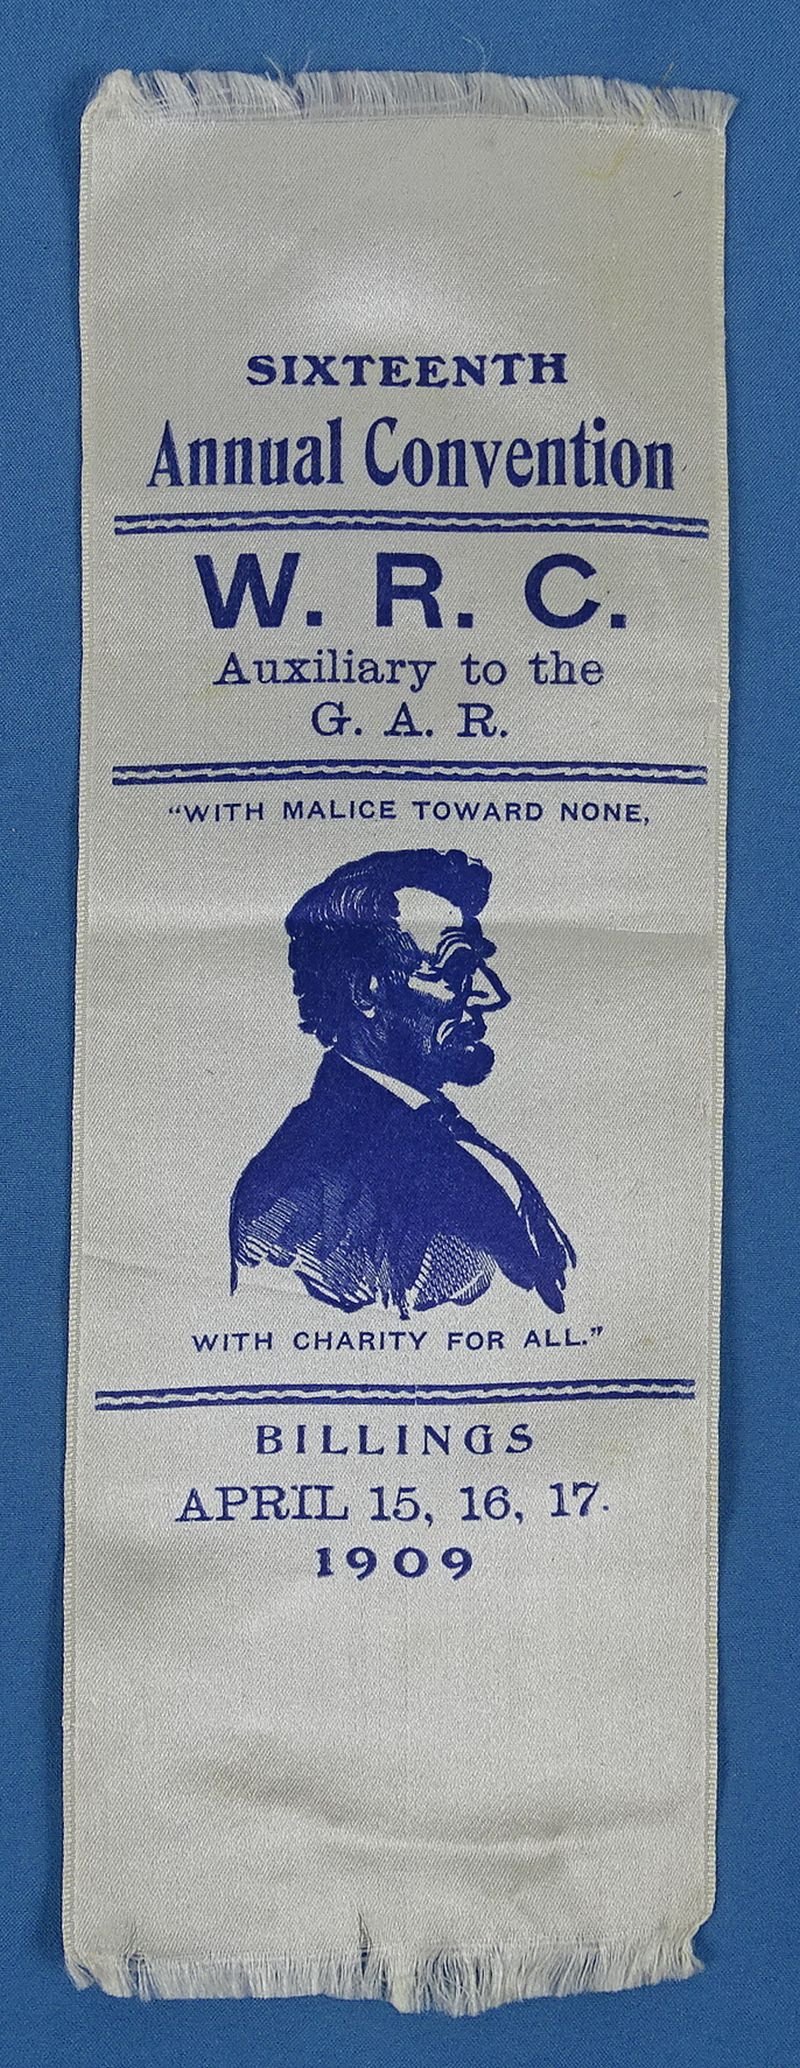 SIXTEENTH
Annual Convention
W. R. C.
Auxiliary to the
G. A. R.
"WITH MALICE TOWARD NONE,
WITH CHARITY FOR ALL."
BILLINGS
APRIL 15, 16, 17.
1909